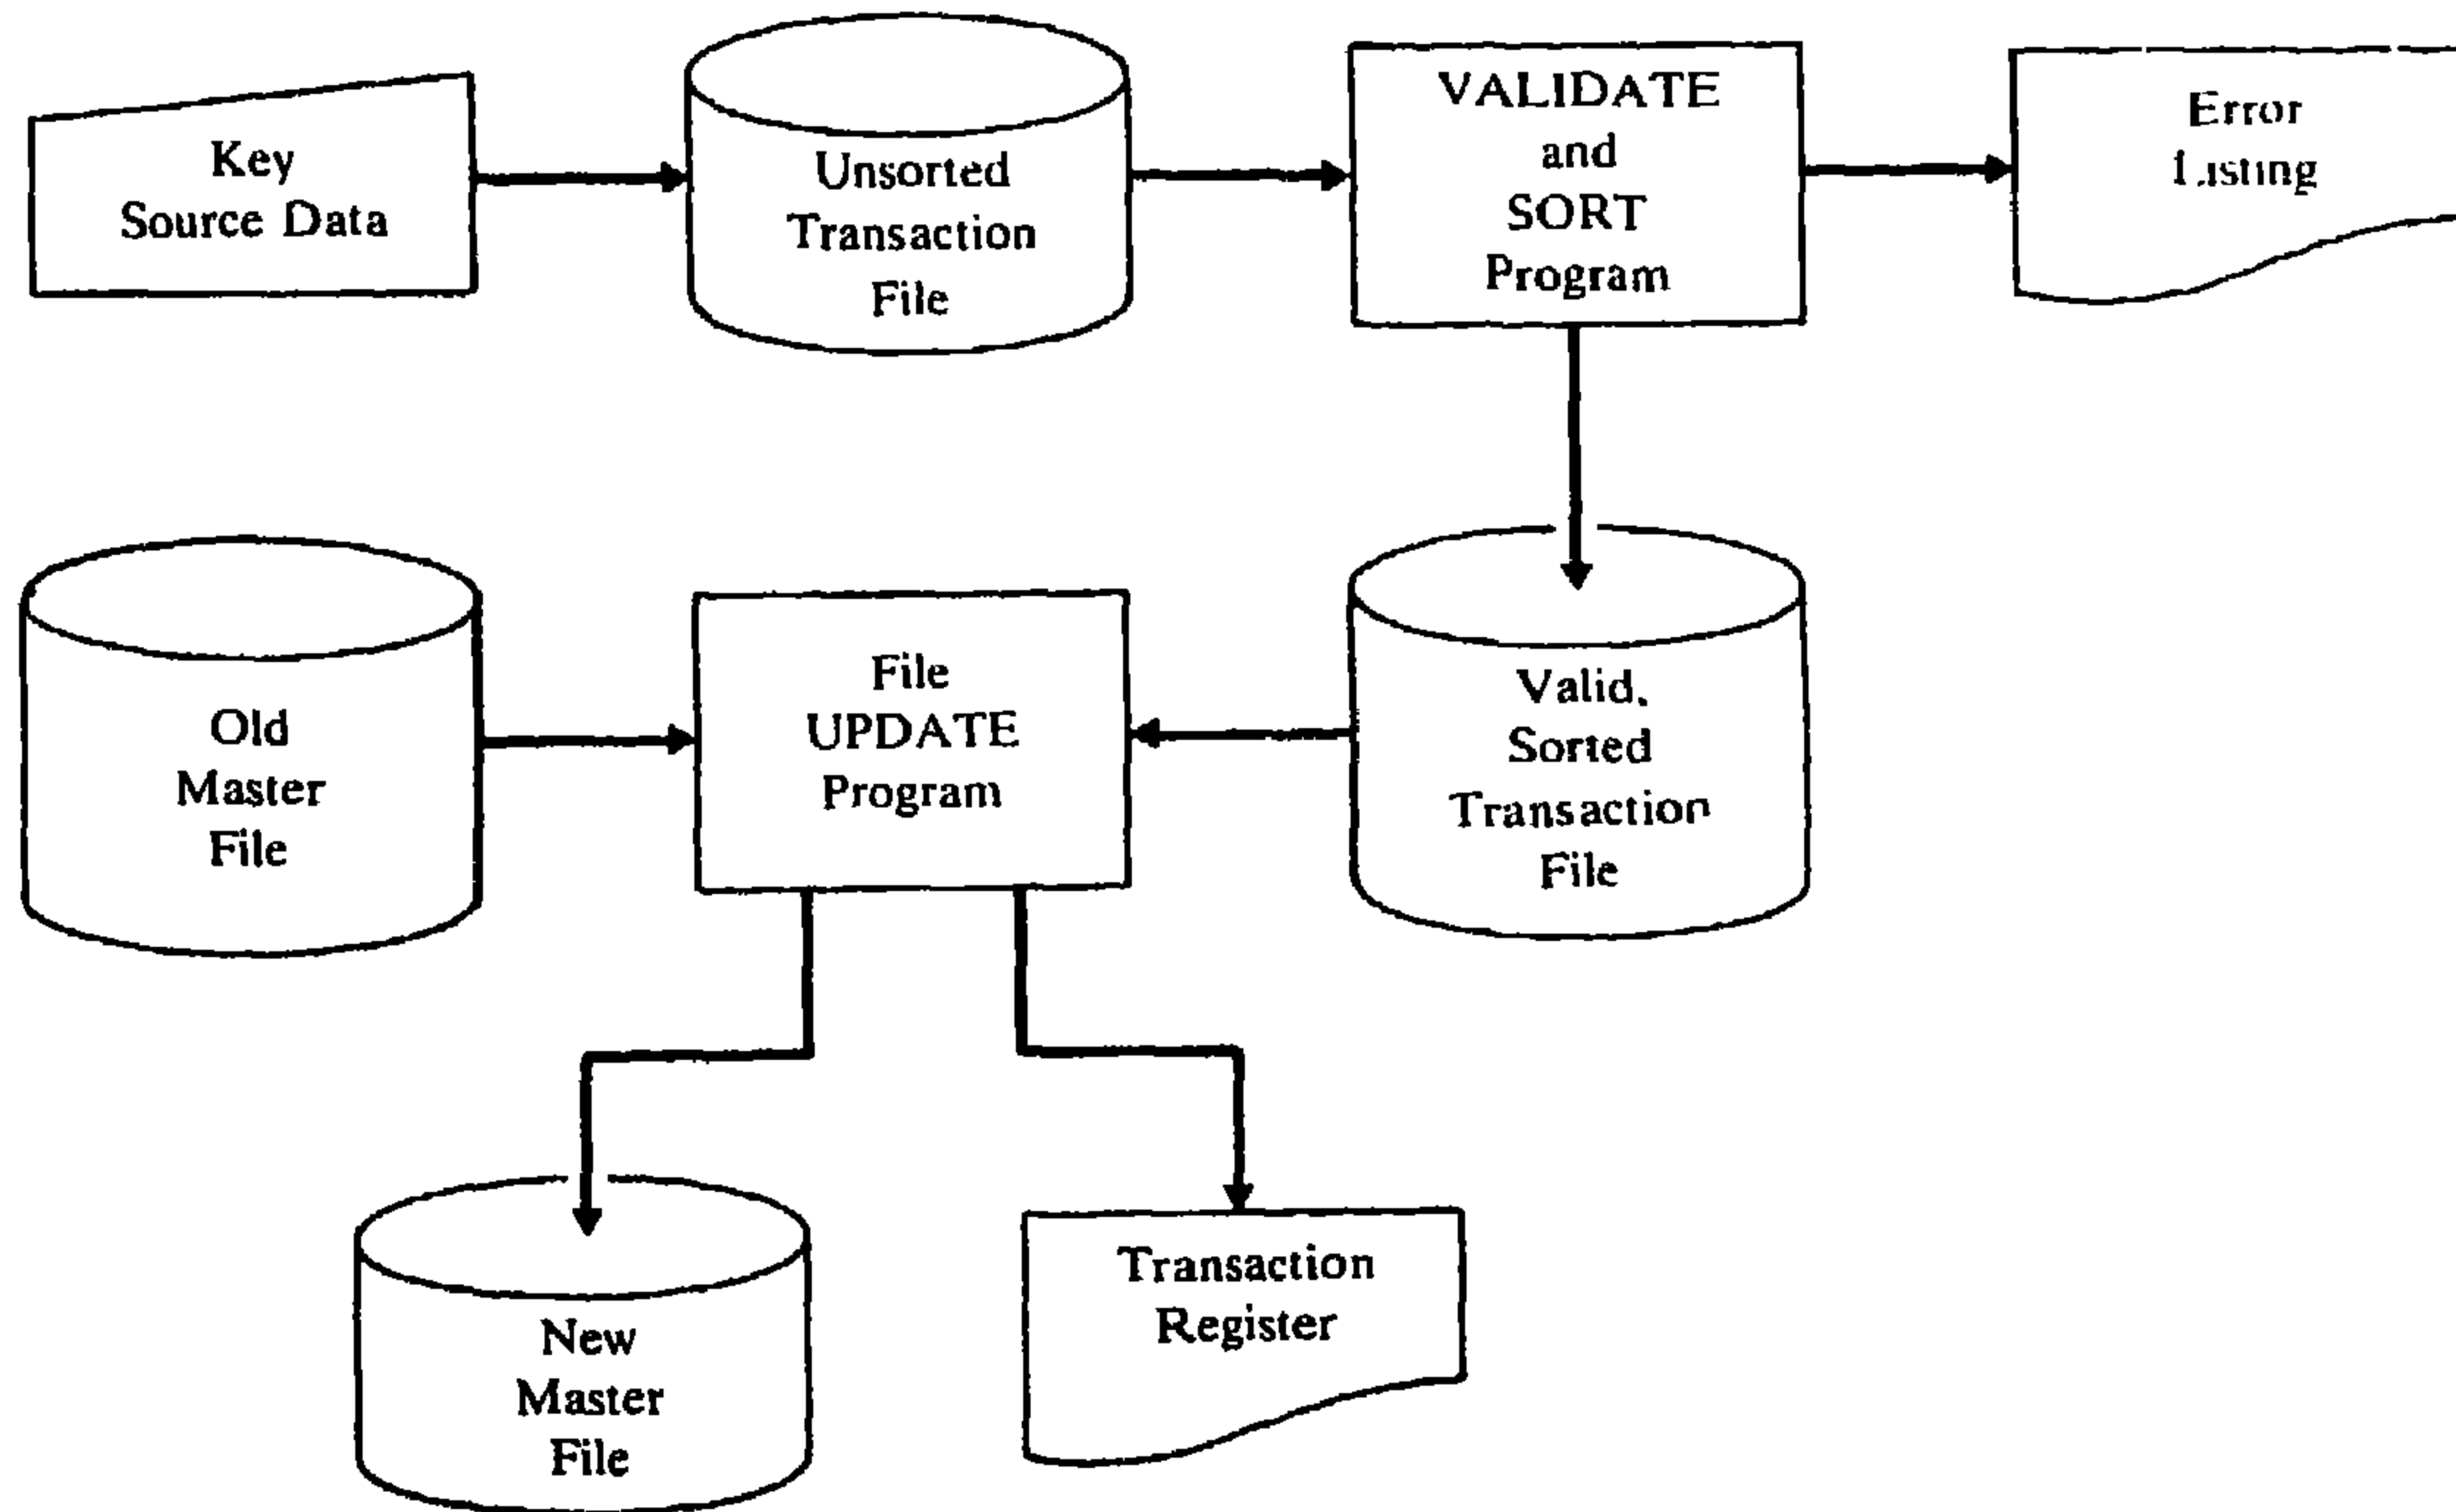 Key
Source Data
Unsorted
Transaction
File
VALIDATE
and
SORT
Program
Error
Listing
Old
Master
File
File
UPDATE
Program
Valid,
Sorted
Transaction
File
New
Master
File
Transaction
Register